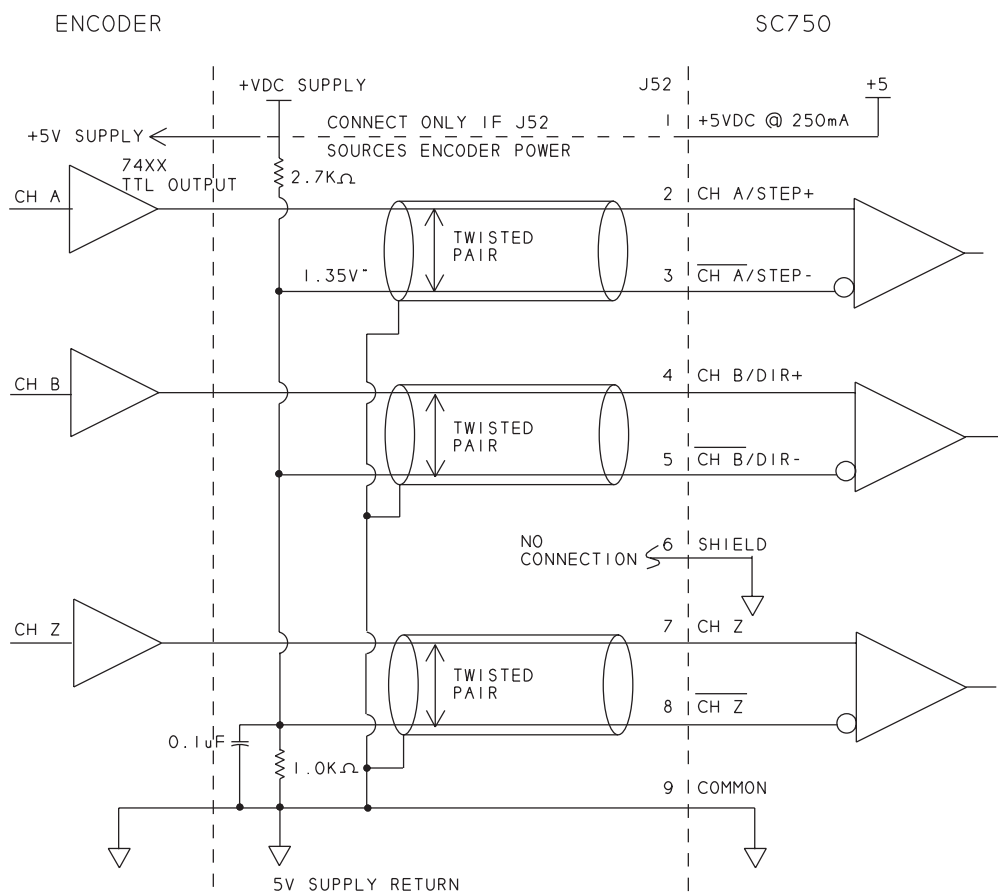 ENCODER
SC750
+VDC SUPPLY
J52
+5
+5V SUPPLY
CONNECT ONLY IF J52
SOURCES ENCODER POWER
1 +5VDC @ 250mA
74XX
TTL OUTPUT
2.7KΩ
CH A
2 CH A/STEP+
TWISTED
PAIR
1.35V"
3 CH A/STEP-
CH B
4 CH B/DIR+
TWISTED
PAIR
5 CH B/DIR-
NO
CONNECTION
6 SHIELD
CH Z
7 CH Z
TWISTED
PAIR
8 CH Z
0.1uF
1.0KΩ
9 COMMON
5V SUPPLY RETURN